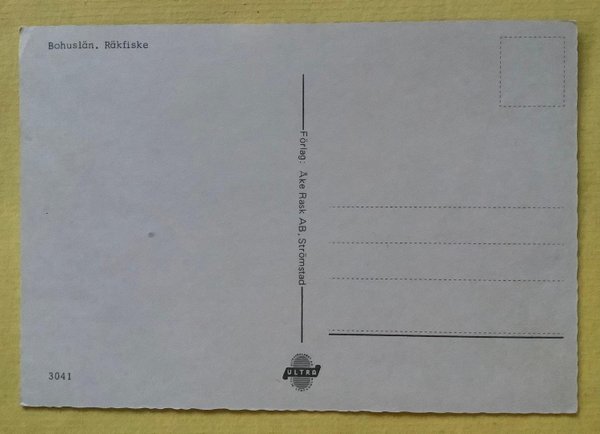 Bohuslän. Räkfiske
Förlag: Åke Rask AB, Strömstad
ULTRA
3041